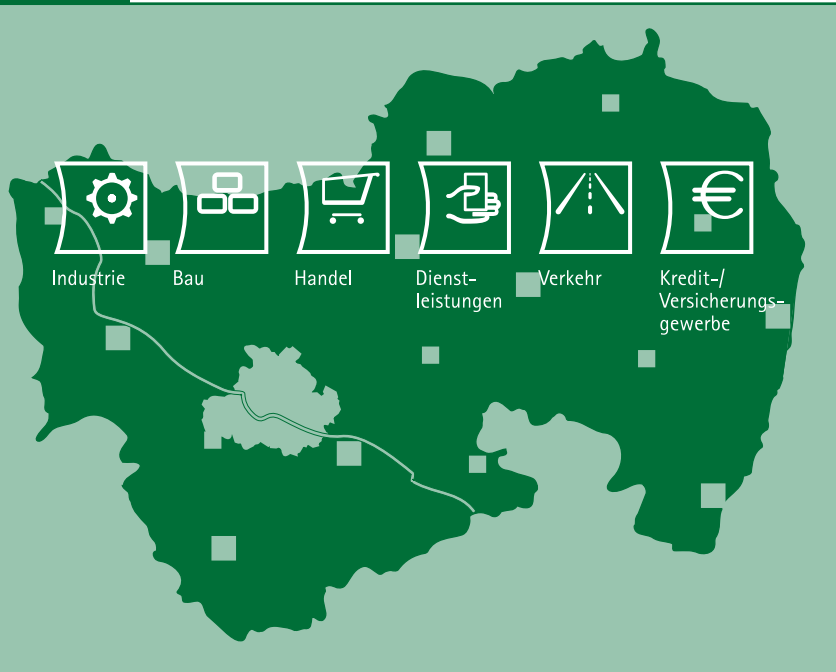 Industrie
Bau
Handel
Dienst-
leistungen
Verkehr
Kredit-/
Versicherungs-
gewerbe